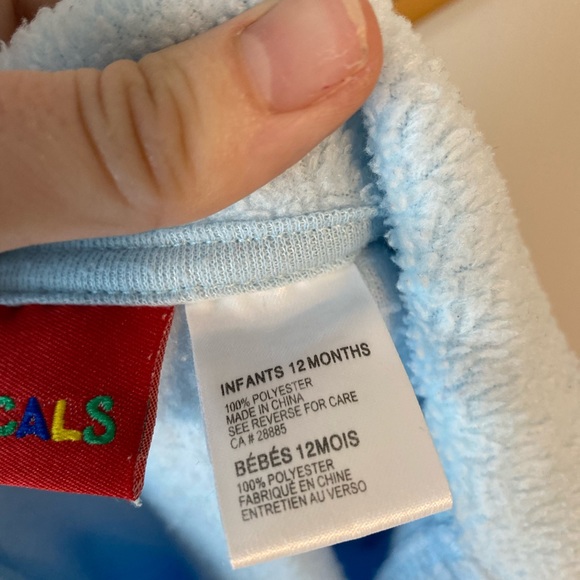 CALS
INFANTS 12 MONTHS
100% POLYESTER
MADE IN CHINA
SEE REVERSE FOR CARE
CA # 28885
BÉBÉS 12MOIS
100% POLYESTER
FABRIQUÉ EN CHINE
ENTRETIEN AU VERSO